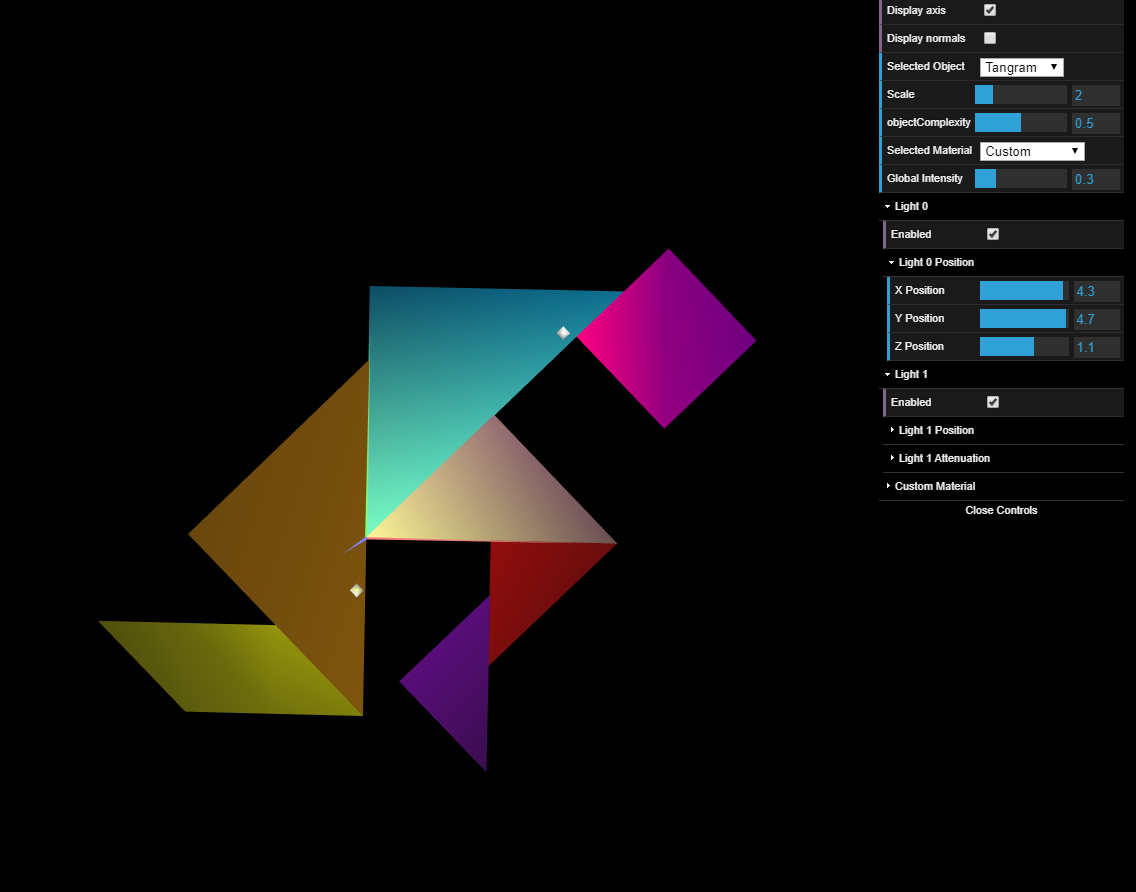 Display axis
Display normals
Selected Object Tangram
Scale 2
objectComplexity 0.5
Selected Material Custom
Global Intensity 0.3
Light 0
Enabled
Light 0 Position
X Position 4.3
Y Position 4.7
Z Position 1.1
Light 1
Enabled
Light 1 Position
Light 1 Attenuation
Custom Material
Close Controls